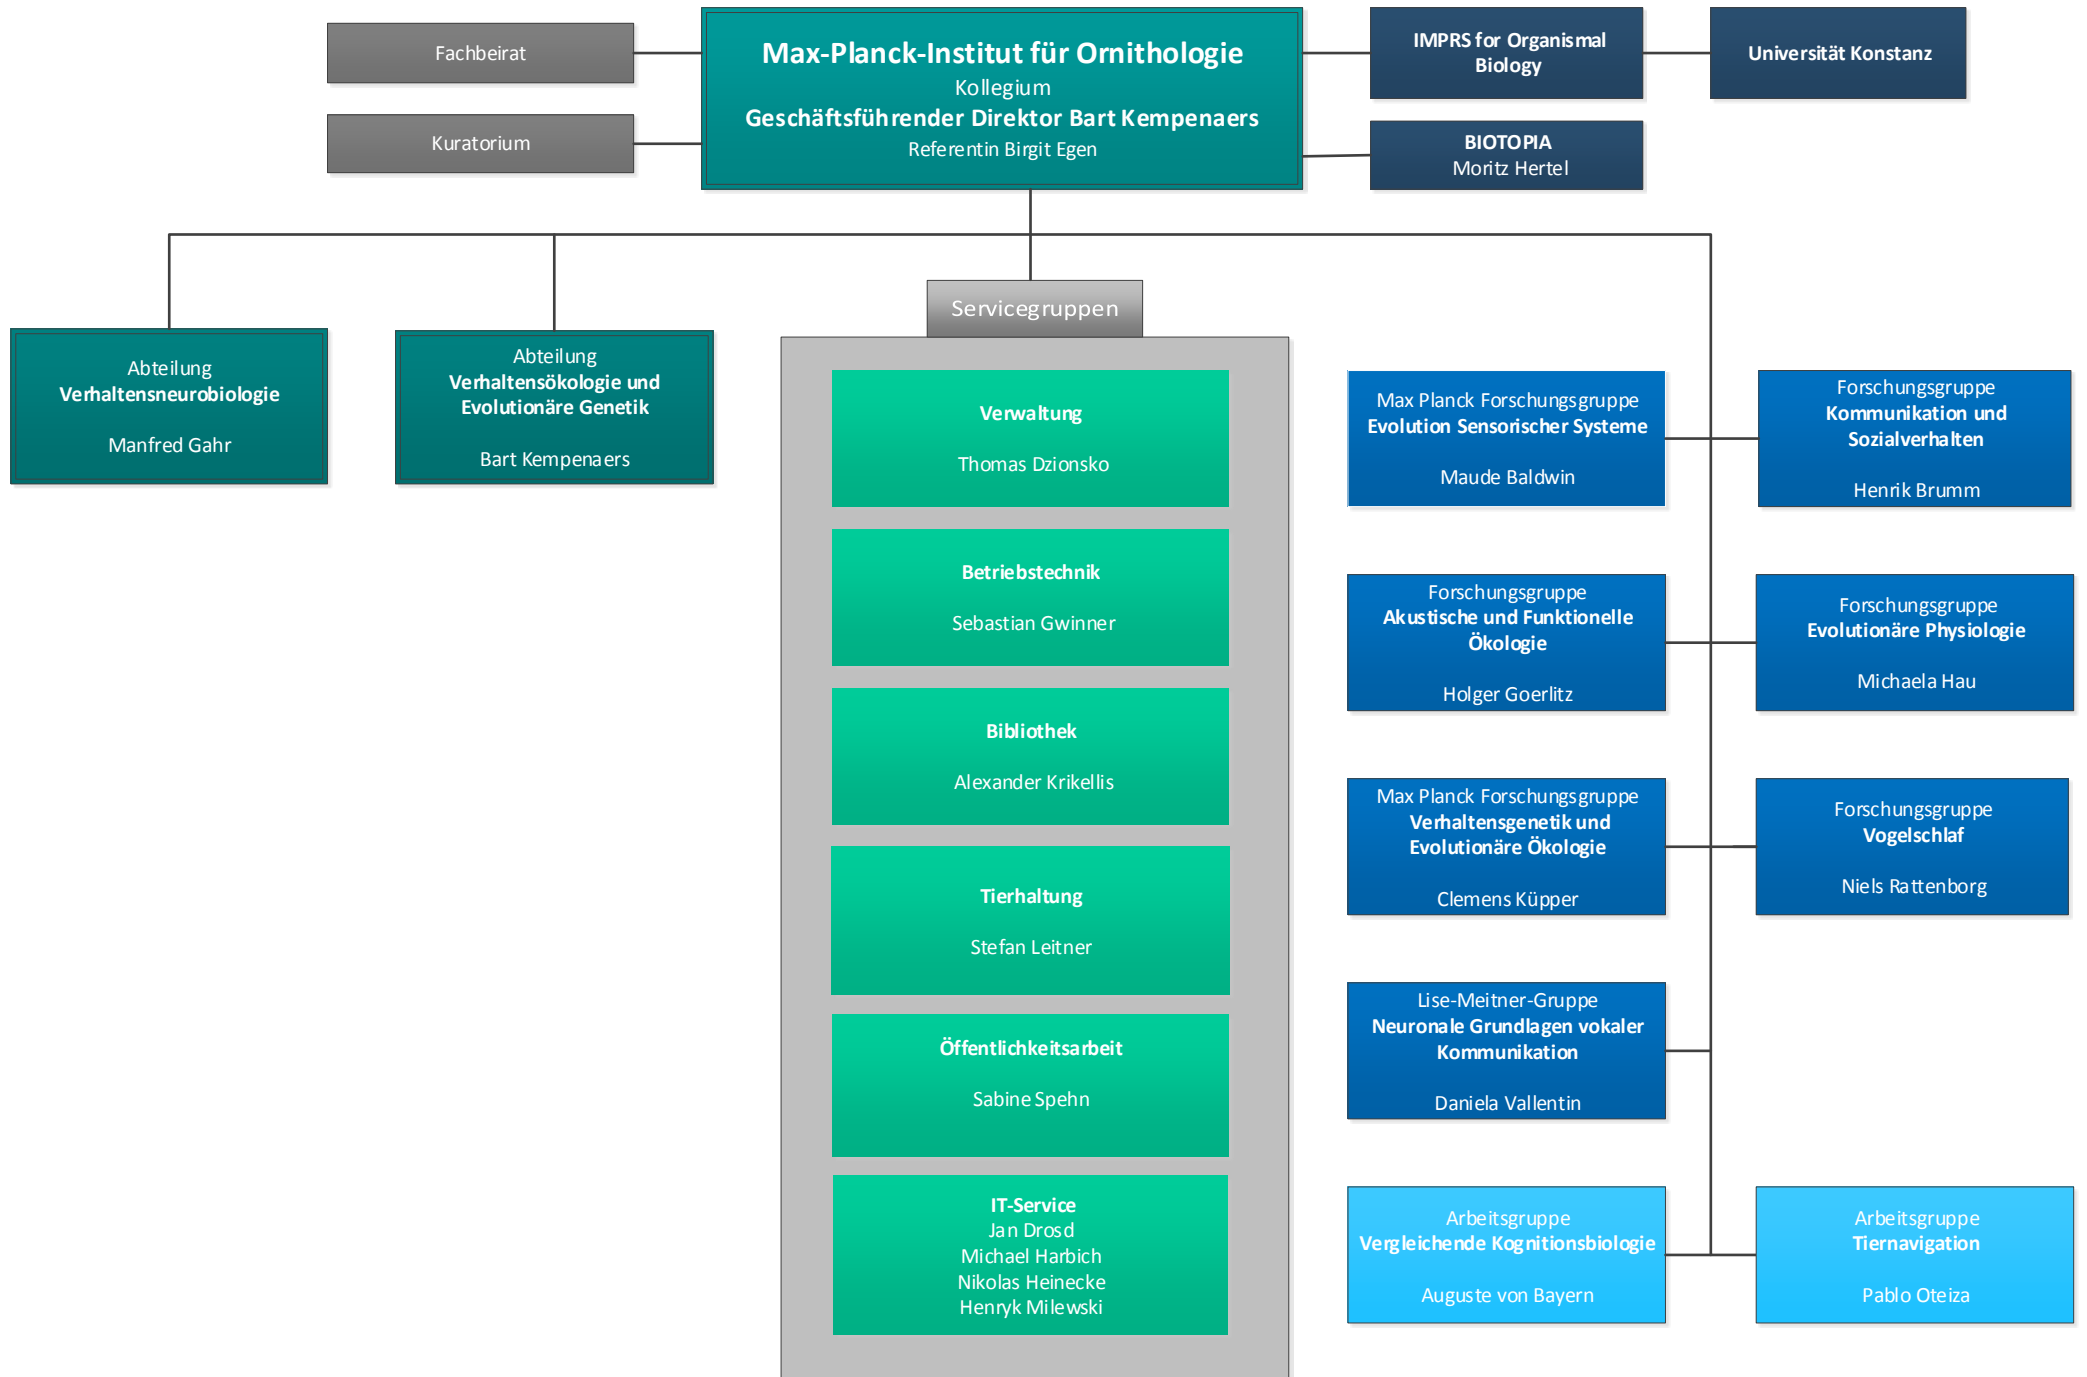 Fachbeirat
Kuratorium
Max-Planck-Institut für Ornithologie
Kollegium
Geschäftsführender Direktor Bart Kempenaers
Referentin Birgit Egen
IMPRS for Organismal
Biology
Universität Konstanz
BIOTOPIA
Moritz Hertel
Abteilung
Verhaltensneurobiologie
Manfred Gahr
Abteilung
Verhaltensökologie und
Evolutionäre Genetik
Bart Kempenaers
Servicegruppen
Verwaltung
Thomas Dzionsko
Betriebstechnik
Sebastian Gwinner
Bibliothek
Alexander Krikellis
Tierhaltung
Stefan Leitner
Öffentlichkeitsarbeit
Sabine Spehn
IT-Service
Jan Drosd
Michael Harbich
Nikolas Heinecke
Henryk Milewski
Max Planck Forschungsgruppe
Evolution Sensorischer Systeme
Maude Baldwin
Forschungsgruppe
Kommunikation und
Sozialverhalten
Henrik Brumm
Forschungsgruppe
Akustische und Funktionelle
Ökologie
Holger Goerlitz
Forschungsgruppe
Evolutionäre Physiologie
Michaela Hau
Max Planck Forschungsgruppe
Verhaltensgenetik und
Evolutionäre Ökologie
Clemens Küpper
Forschungsgruppe
Vogelschlaf
Niels Rattenborg
Lise-Meitner-Gruppe
Neuronale Grundlagen vokaler
Kommunikation
Daniela Vallentin
Arbeitsgruppe
Vergleichende Kognitionsbiologie
Auguste von Bayern
Arbeitsgruppe
Tiernavigation
Pablo Oteiza